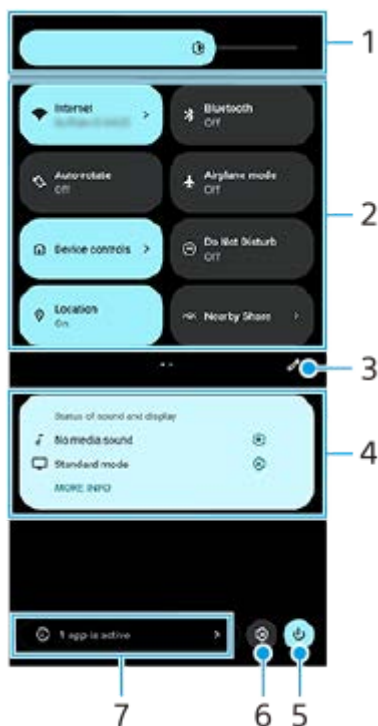 1
Internet
Bluetooth
Off
Auto-rotate
Off
Airplane mode
Off
2
Device controls
Do Not Disturb
Off
Location
On
Nearby Share
3
Status of sound and display
No media sound
Standard mode
MORE INFO
4
1 app is active
7
6
5